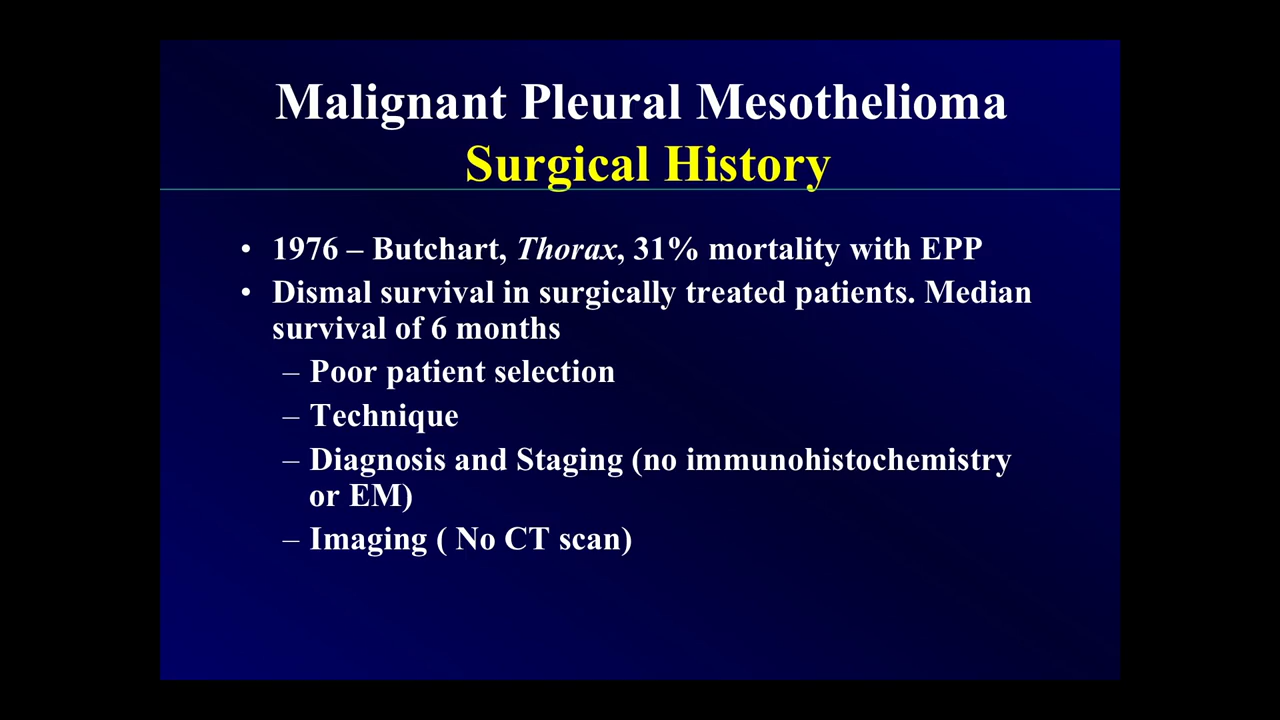 Malignant Pleural Mesothelioma
Surgical History
• 1976 – Butchart, Thorax, 31% mortality with EPP
• Dismal survival in surgically treated patients. Median
survival of 6 months
– Poor patient selection
– Technique
– Diagnosis and Staging (no immunohistochemistry
or EM)
– Imaging ( No CT scan)